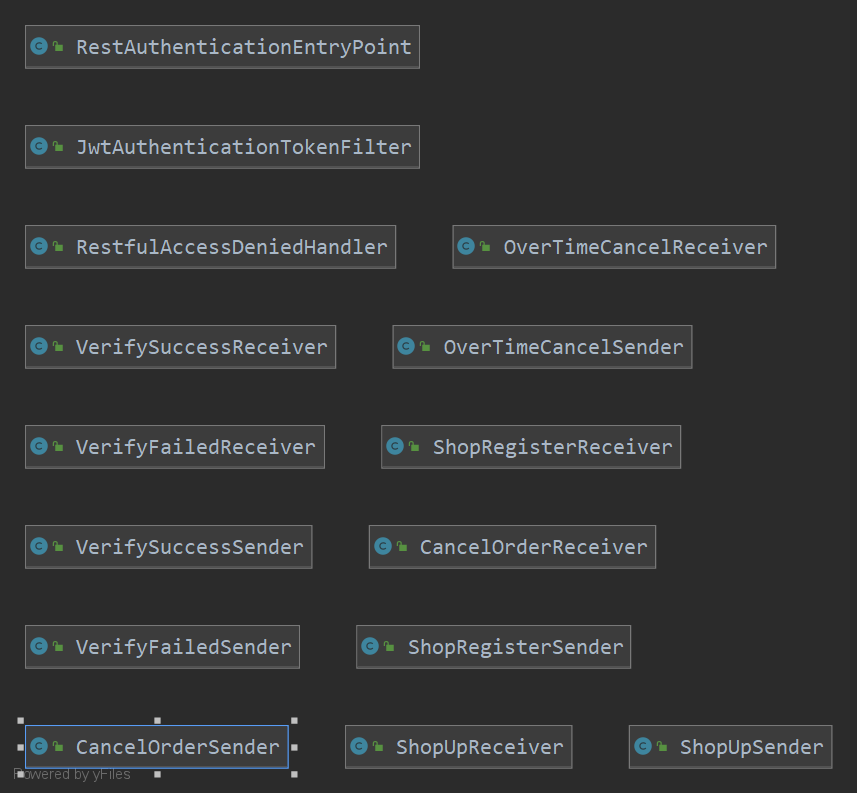 RestAuthenticationEntryPoint
JwtAuthenticationTokenFilter
RestfulAccessDeniedHandler OverTimeCancelReceiver
VerifySuccessReceiver OverTimeCancelSender
VerifyFailedReceiver ShopRegisterReceiver
VerifySuccessSender CancelOrderReceiver
VerifyFailedSender ShopRegisterSender
CancelOrderSender ShopUpReceiver ShopUpSender
Powered by yFiles